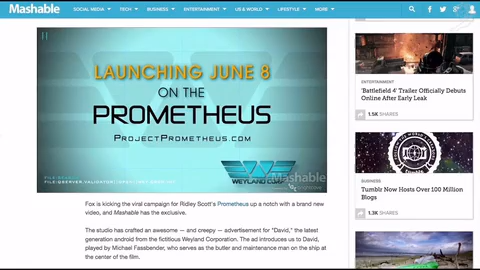 Mashable
SOCIAL MEDIA TECH BUSINESS ENTERTAINMENT US & WORLD LIFESTYLE MORE
LAUNCHING JUNE 8
ON THE
PROMETHEUS
PROJECTPROMETHEUS.COM
WEYLAND CORP
Mashable
Fox is kicking the viral campaign for Ridley Scott's Prometheus up a notch with a brand new
video, and Mashable has the exclusive.
The studio has crafted an awesome — and creepy — advertisement for "David," the latest
generation android from the fictitious Weyland Corporation. The ad introduces us to David,
played by Michael Fassbender, who serves as the butler and maintenance man on the ship at
the center of the film.
1.5K SHARES
ENTERTAINMENT
'Battlefield 4' Trailer Officially Debuts
Online After Early Leak
1.5K SHARES
BUSINESS
Tumblr Now Hosts Over 100 Million
Blogs
1.3K SHARES